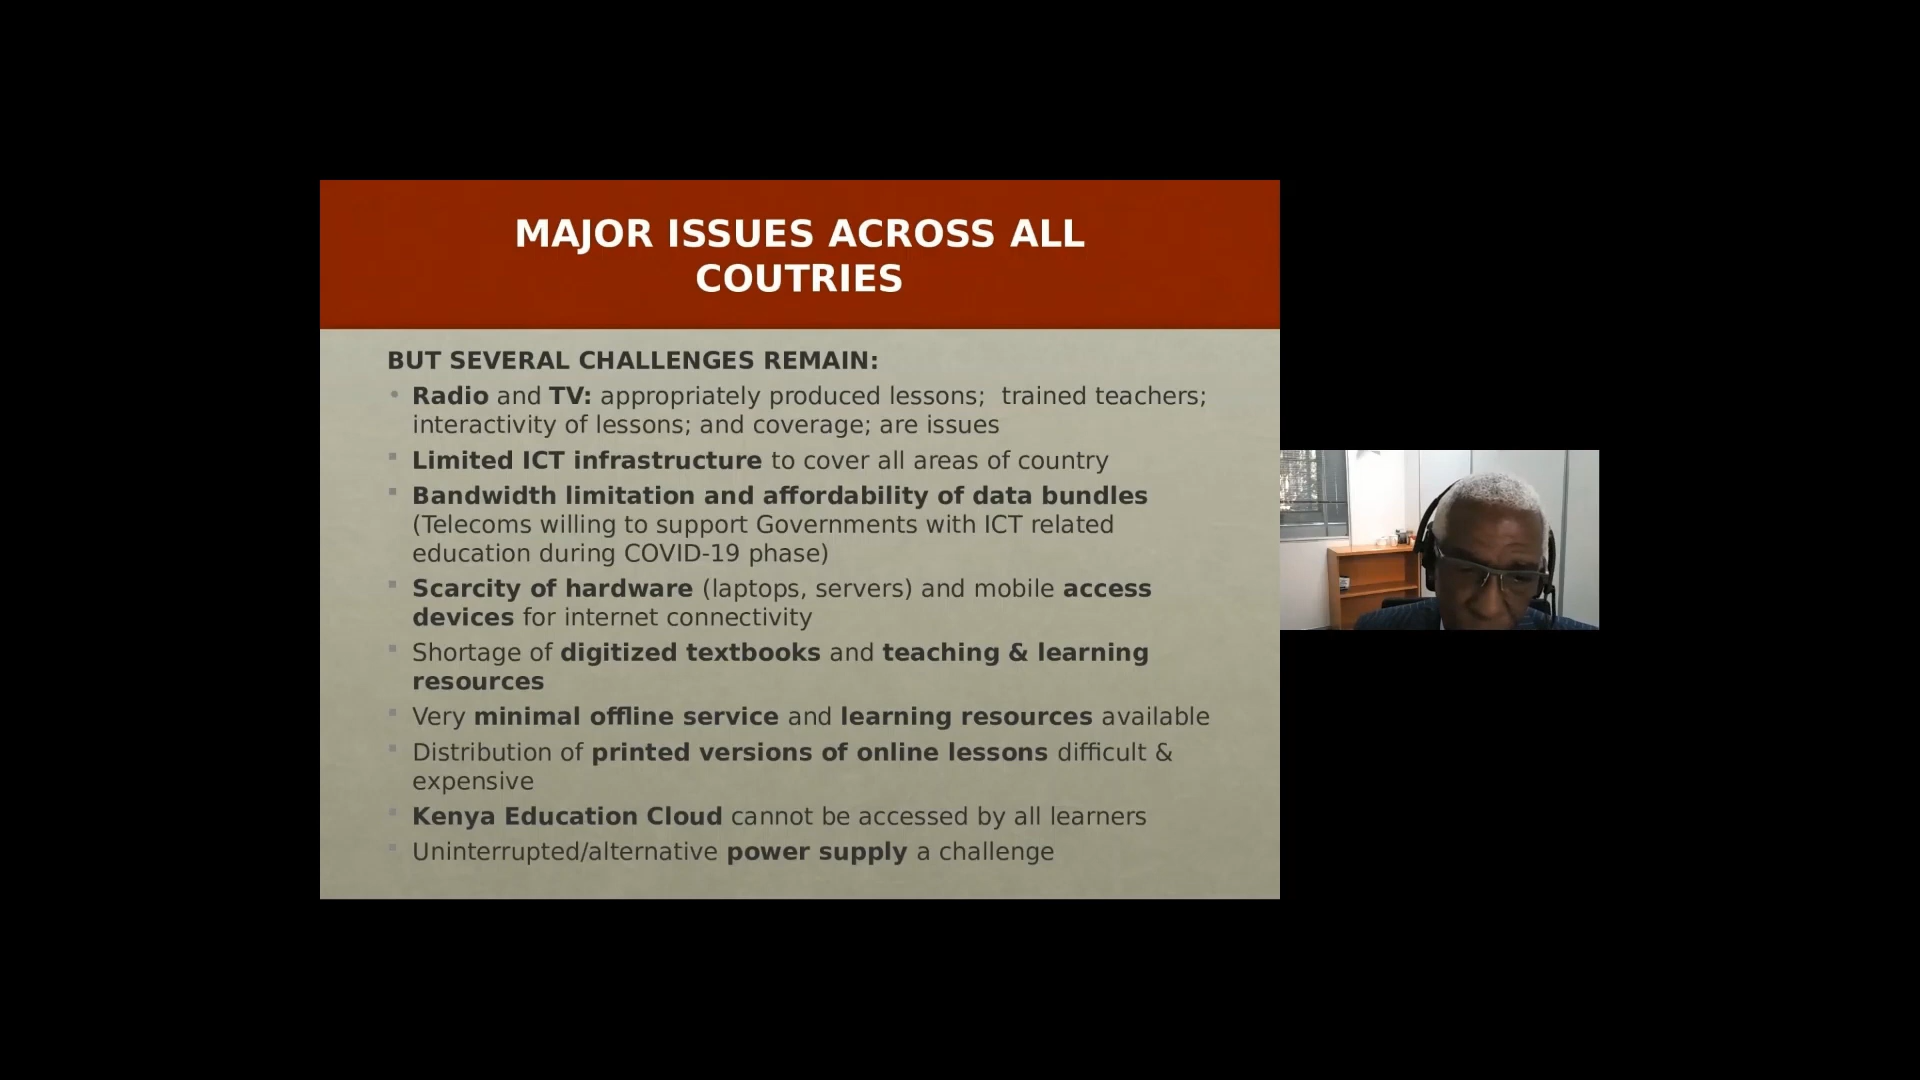 MAJOR ISSUES ACROSS ALL
COUTRIES
BUT SEVERAL CHALLENGES REMAIN:
• Radio and TV: appropriately produced lessons;  trained teachers;
interactivity of lessons; and coverage; are issues
▪ Limited ICT infrastructure to cover all areas of country
▪ Bandwidth limitation and affordability of data bundles
(Telecoms willing to support Governments with ICT related
education during COVID-19 phase)
▪ Scarcity of hardware (laptops, servers) and mobile access
devices for internet connectivity
▪ Shortage of digitized textbooks and teaching & learning
resources
▪ Very minimal offline service and learning resources available
▪ Distribution of printed versions of online lessons difficult &
expensive
▪ Kenya Education Cloud cannot be accessed by all learners
▪ Uninterrupted/alternative power supply a challenge